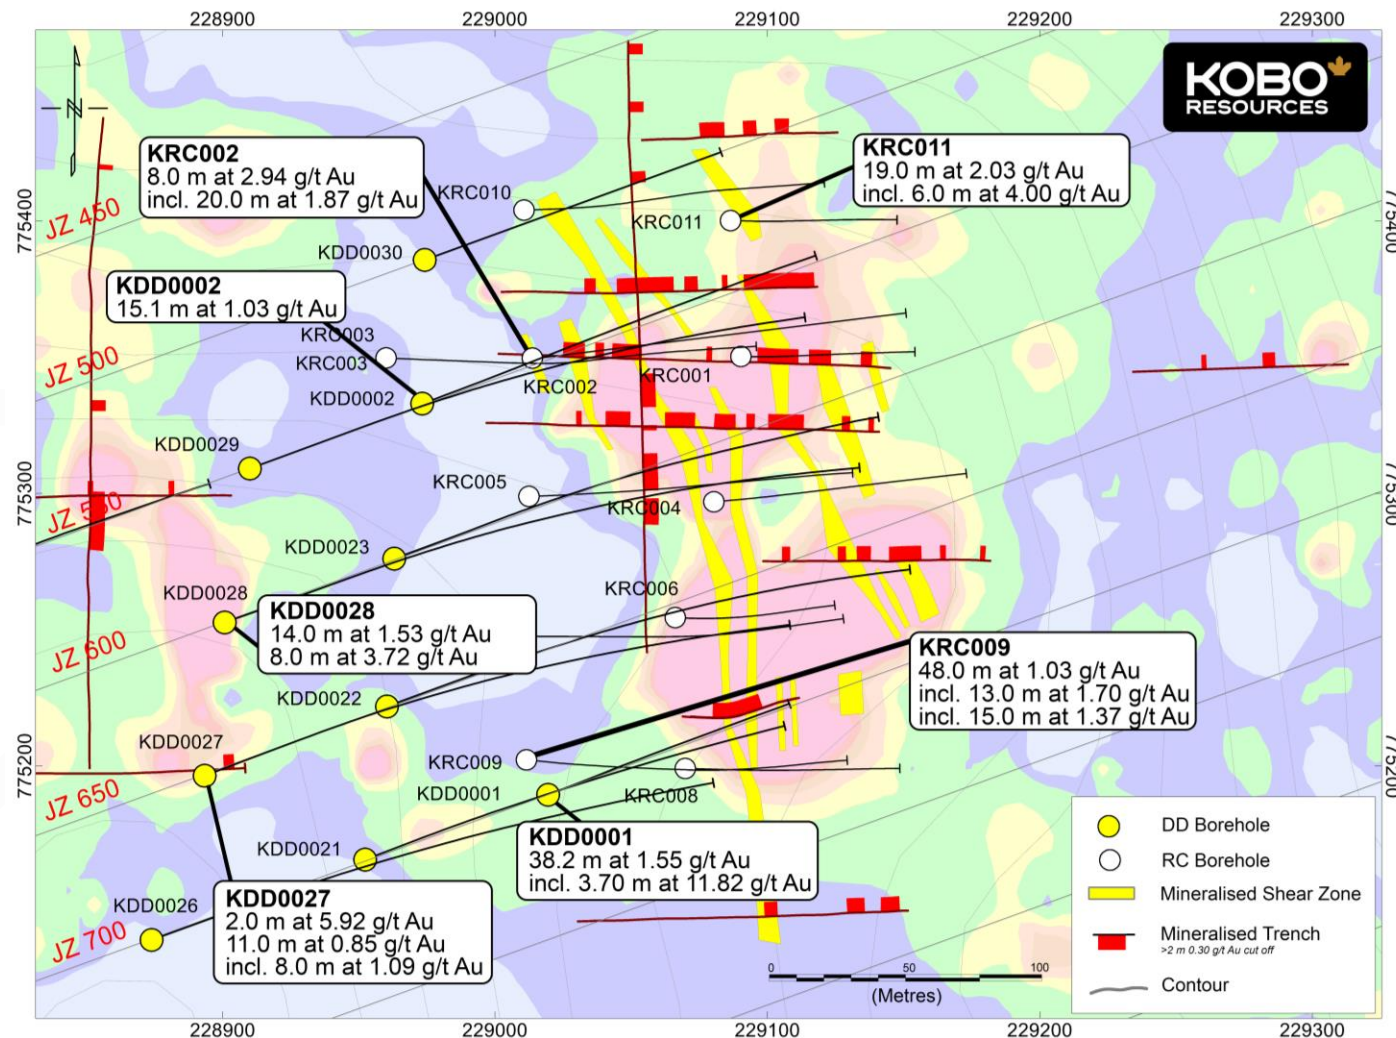 228900 229000 229100 229200 229300
KOBO
RESOURCES
N
KRC002
8.0 m at 2.94 g/t Au
incl. 20.0 m at 1.87 g/t Au
KRC011
19.0 m at 2.03 g/t Au
incl. 6.0 m at 4.00 g/t Au
KRC010
KRC011
775400
775400
JZ 450
KDD0030
KDD0002
15.1 m at 1.03 g/t Au
KRC003
KRC003
KRC002
KRC001
JZ 500
KDD0002
KDD0029
KRC005
KRC004
775300
775300
JZ 550
KDD0023
KDD0028
KRC006
KDD0028
14.0 m at 1.53 g/t Au
8.0 m at 3.72 g/t Au
JZ 600
KRC009
48.0 m at 1.03 g/t Au
incl. 13.0 m at 1.70 g/t Au
incl. 15.0 m at 1.37 g/t Au
KDD0022
KDD0027
775200
775200
KRC009
KDD0001
KRC008
JZ 650
KDD0001
38.2 m at 1.55 g/t Au
incl. 3.70 m at 11.82 g/t Au
KDD0021
KDD0026
KDD0027
2.0 m at 5.92 g/t Au
11.0 m at 0.85 g/t Au
incl. 8.0 m at 1.09 g/t Au
JZ 700
0 50 100
(Metres)
DD Borehole
RC Borehole
Mineralised Shear Zone
Mineralised Trench
>2 m 0.30 g/t Au cut off
Contour
228900 229000 229100 229200 229300